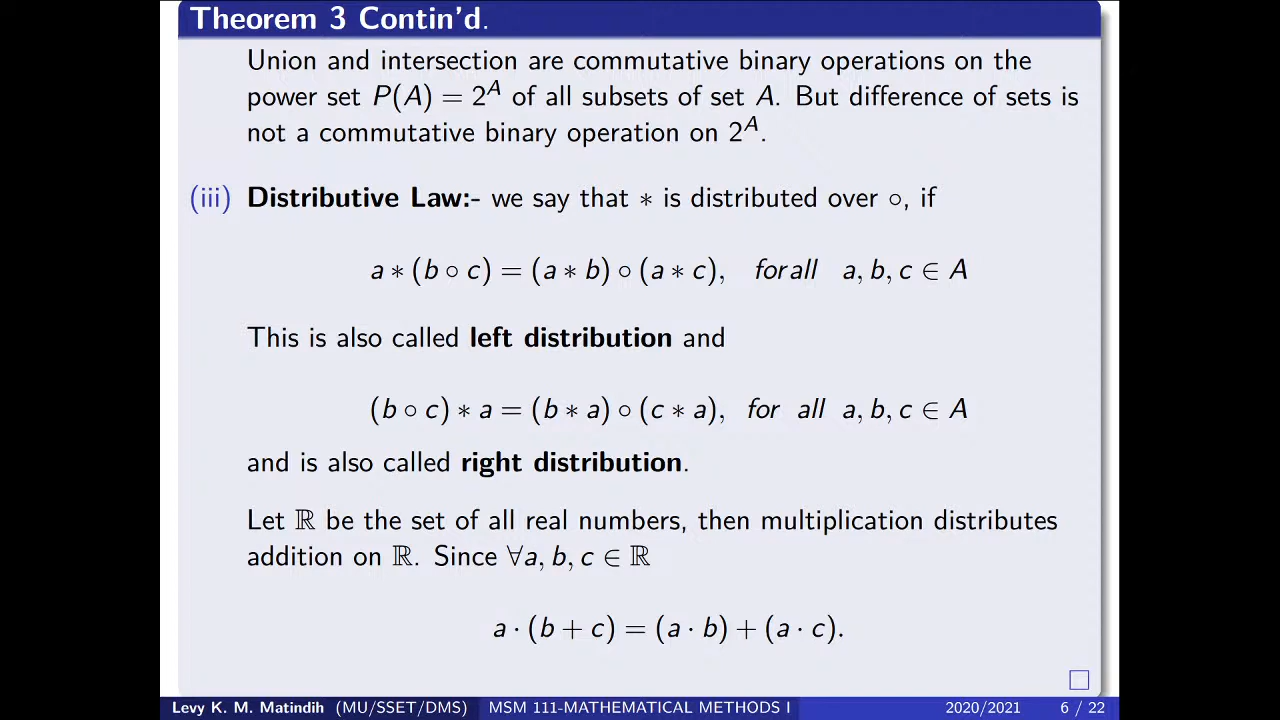 Theorem 3 Contin'd.
Union and intersection are commutative binary operations on the
power set P(A) = 2^A of all subsets of set A. But difference of sets is
not a commutative binary operation on 2^A.
(iii) Distributive Law:- we say that ∗ is distributed over ∘, if
a ∗ (b ∘ c) = (a ∗ b) ∘ (a ∗ c), forall a, b, c ∈ A
This is also called left distribution and
(b ∘ c) ∗ a = (b ∗ a) ∘ (c ∗ a), for all a, b, c ∈ A
and is also called right distribution.
Let ℝ be the set of all real numbers, then multiplication distributes
addition on ℝ. Since ∀a, b, c ∈ ℝ
a · (b + c) = (a · b) + (a · c).
Levy K. M. Matindih (MU/SSET/DMS) MSM 111-MATHEMATICAL METHODS I 2020/2021 6 / 22